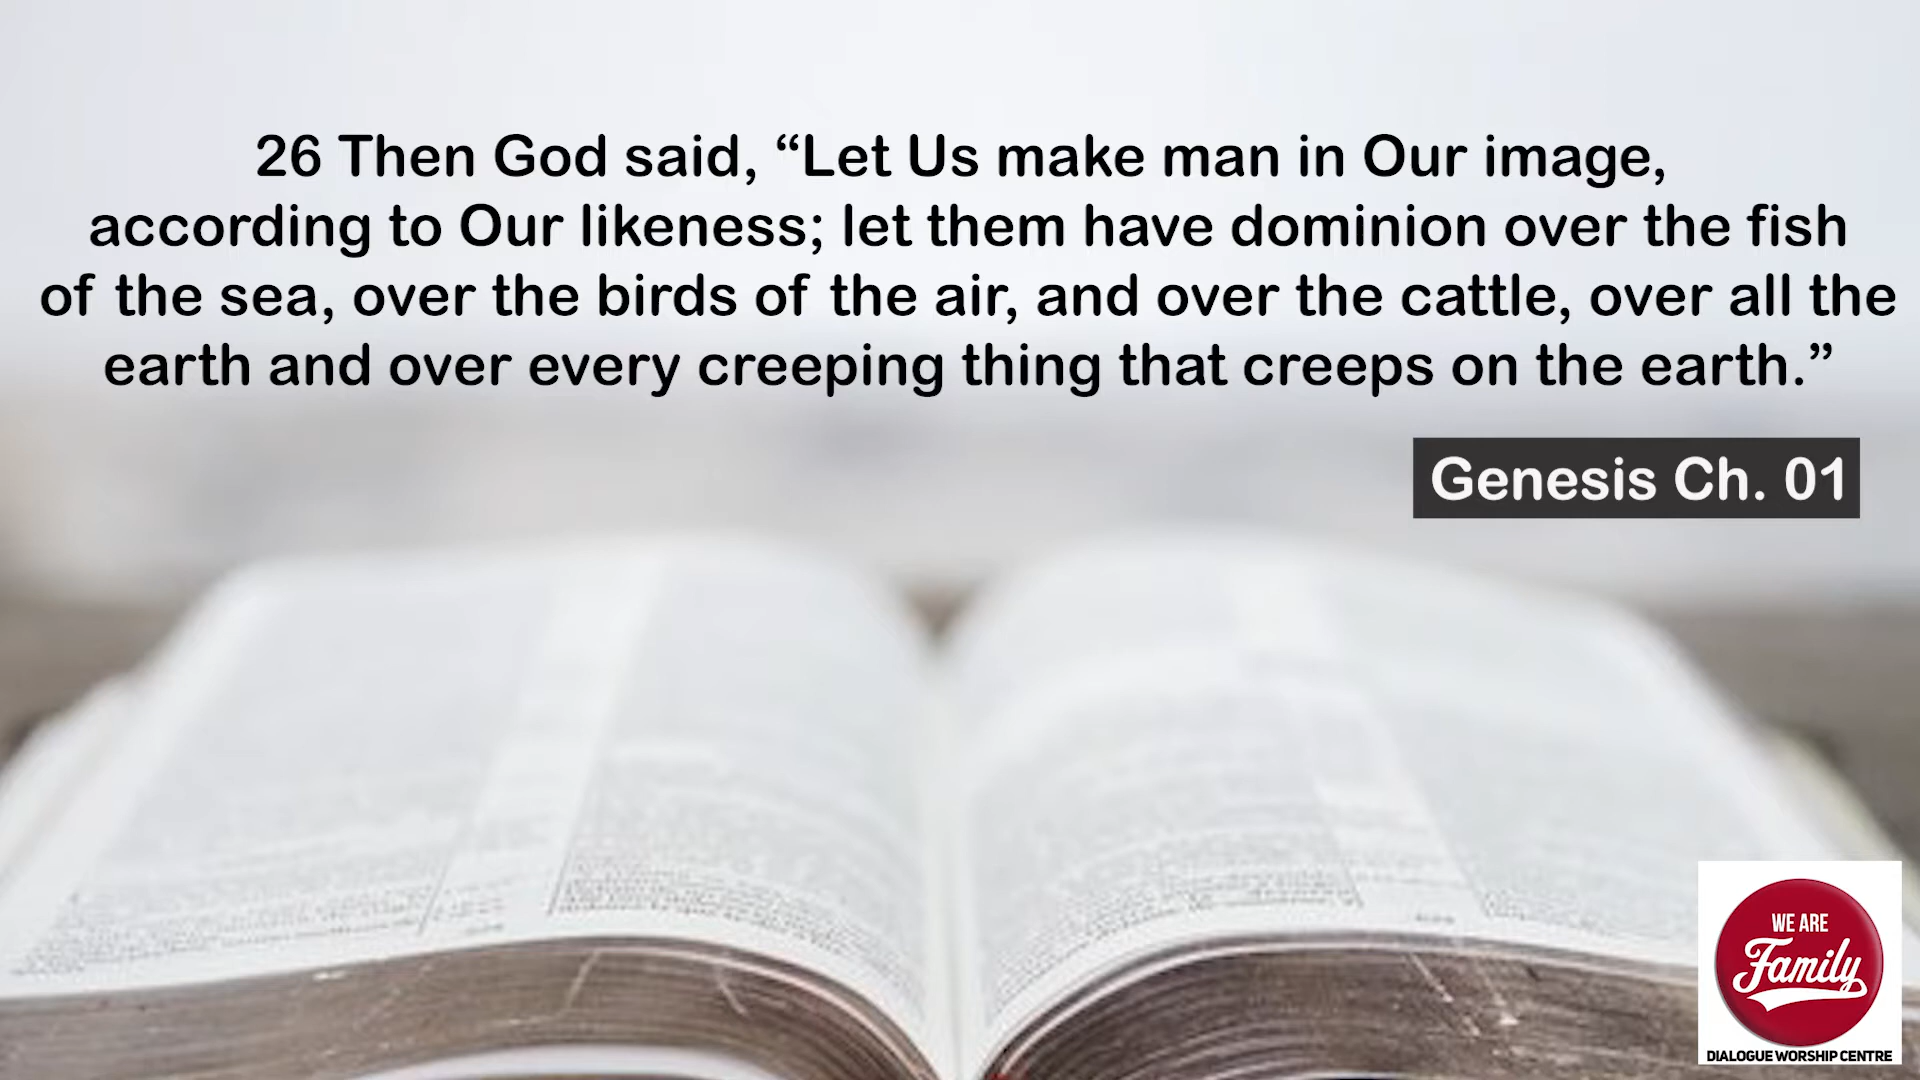 26 Then God said, “Let Us make man in Our image,
according to Our likeness; let them have dominion over the fish
of the sea, over the birds of the air, and over the cattle, over all the
earth and over every creeping thing that creeps on the earth.”
Genesis Ch. 01
WE ARE
Family
DIALOGUE WORSHIP CENTRE